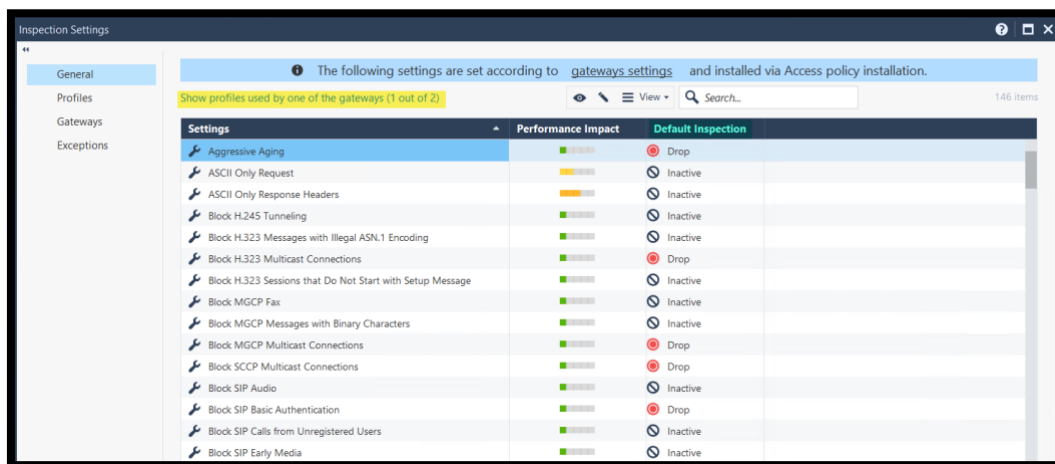 Inspection Settings
General
Profiles
Gateways
Exceptions
The following settings are set according to gateways settings and installed via Access policy installation.
Show profiles used by one of the gateways (1 out of 2)
View
Search...
146 items
Settings Performance Impact Default Inspection
Aggressive Aging Drop
ASCII Only Request Inactive
ASCII Only Response Headers Inactive
Block H.245 Tunneling Inactive
Block H.323 Messages with Illegal ASN.1 Encoding Inactive
Block H.323 Multicast Connections Drop
Block H.323 Sessions that Do Not Start with Setup Message Inactive
Block MGCP Fax Inactive
Block MGCP Messages with Binary Characters Inactive
Block MGCP Multicast Connections Drop
Block SCCP Multicast Connections Drop
Block SIP Audio Inactive
Block SIP Basic Authentication Drop
Block SIP Calls from Unregistered Users Inactive
Block SIP Early Media Inactive